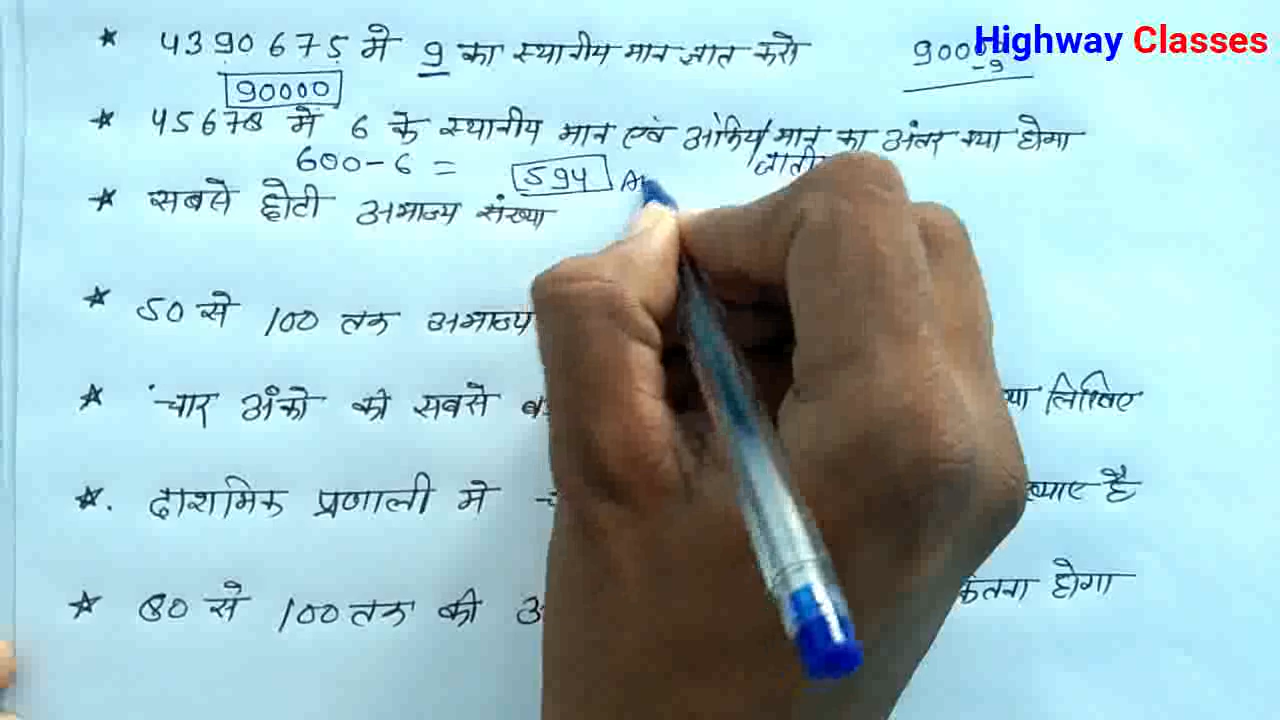 Highway Classes
* 4390675 मे 9 का स्थानीय मान ज्ञात करो
90000
* 45678 में 6 के स्थानीय मान एवं अंकिय मान का अंतर क्या होगा
600-6 = 594
* सबसे छोटी अभाज्य संख्या
* 50 से 100 तक अभाज्य
* चार अंको की सबसे लिखिए
* दाशमिक प्रणाली मे है
* 80 से 100 तक की होगा